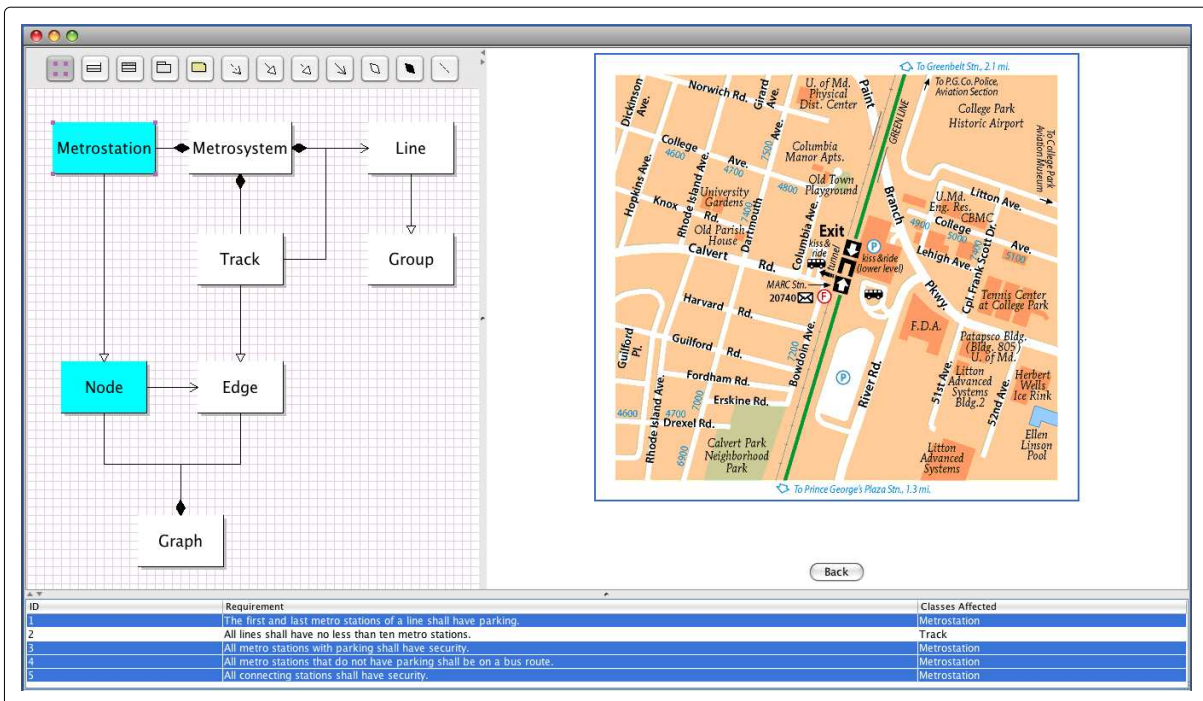 Metrostation
Metrosystem
Line
Track
Group
Node
Edge
Graph
To Greenbelt Stn., 2.1 mi.
To P.G. Co. Police,
Aviation Section
College Park
Historic Airport
To College Park
Aviation Museum
GREEN LINE
Dickinson
Ave.
Norwich Rd.
Girard
Ave.
U. of Md.
Physical
Dist. Center
Paint
Branch
Pkwy.
College
Ave.
4600
4700
4800
7500
Columbia
Manor Apts.
Old Town
Playground
Hopkins Ave.
Rhode Island Ave.
University
Gardens
7400
Dartmouth
Knox
Rd.
Old Parish
House
Columbia Ave.
Calvert
Rd.
Exit
kiss &
ride
tunnel
P
kiss&ride
(lower level)
MARC Stn.
20740
F
U.Md.
Eng. Res.
CBMC
Litton Ave.
4900
College
5000
Ave.
5100
Lehigh Ave.
Cpl. Frank Scott Dr.
Tennis Center
at College Park
Harvard
Rd.
Guilford
Rd.
Guilford
Pl.
Fordham Rd.
Erskine Rd.
Drexel Rd.
4600
4700
7000
6900
Rhode Island Ave.
7200
Bowdoin Ave.
P
River Rd.
F.D.A.
Patapsco Bldg.
(Bldg. 805)
U. of Md.
Litton
Advanced
Systems
Bldg.2
51st Ave.
52nd Ave.
Herbert
Wells
Ice Rink
Ellen
Linson
Pool
Litton
Advanced
Systems
Calvert Park
Neighborhood
Park
To Prince George's Plaza Stn., 1.3 mi.
Back
ID Requirement Classes Affected
1 The first and last metro stations of a line shall have parking. Metrostation
2 All lines shall have no less than ten metro stations. Track
3 All metro stations with parking shall have security. Metrostation
4 All metro stations that do not have parking shall be on a bus route. Metrostation
5 All connecting stations shall have security. Metrostation